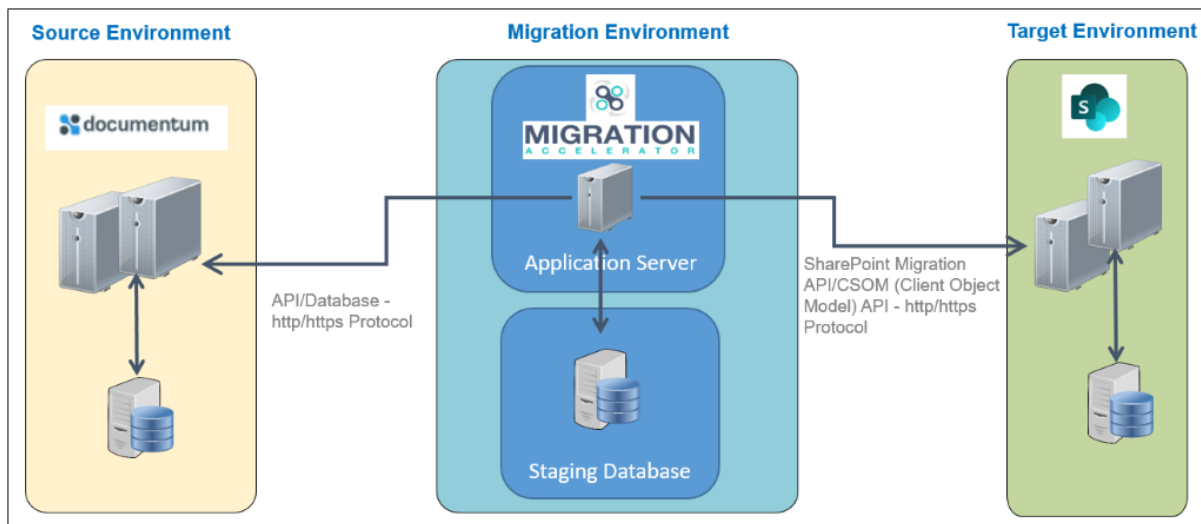 Source Environment
Migration Environment
Target Environment
documentum
MIGRATION
ACCELERATOR
S
Application Server
API/Database -
http/https Protocol
SharePoint Migration
API/CSOM (Client Object
Model) API - http/https
Protocol
Staging Database